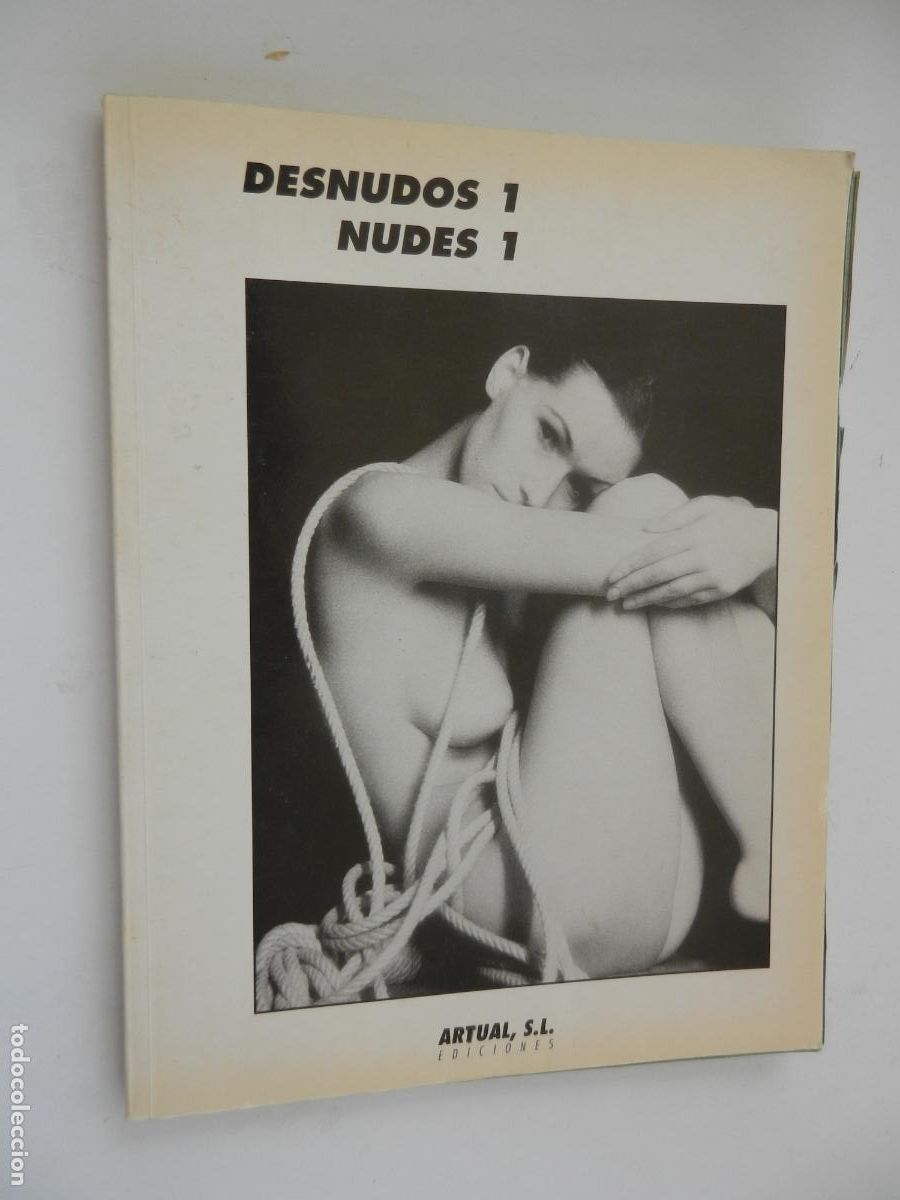 DESNUDOS 1
NUDES 1
ARTUAL, S.L.
EDICIONES
todocoleccion